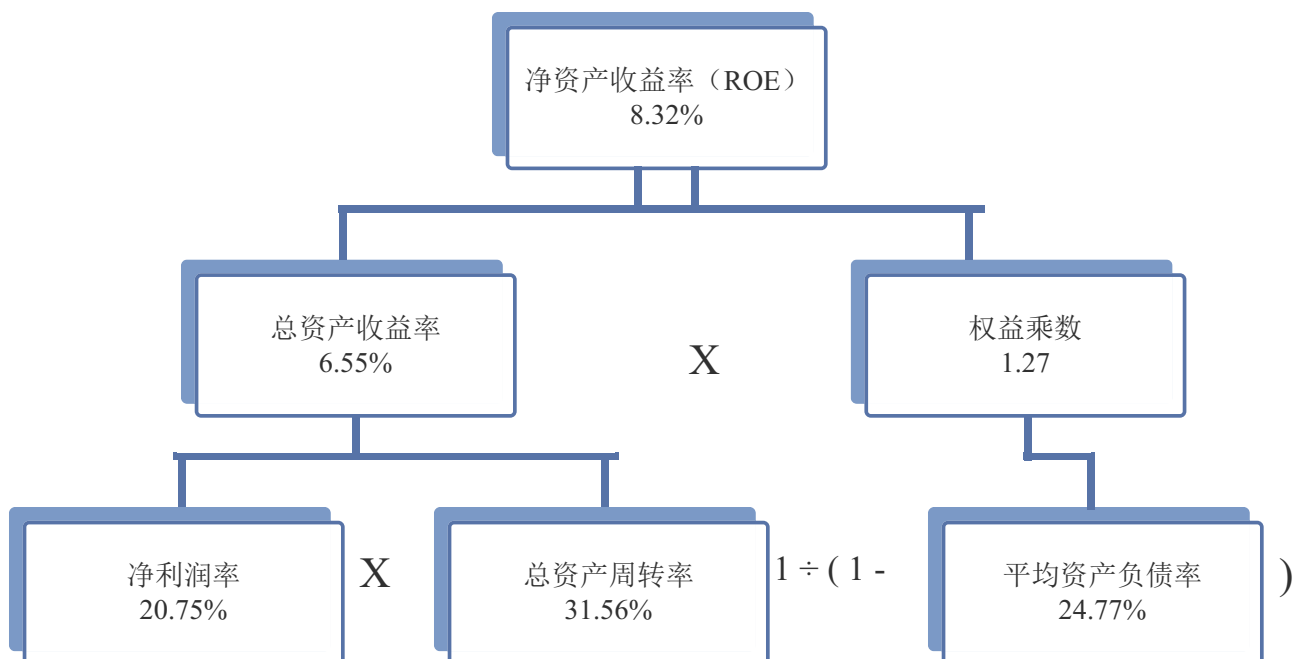 净资产收益率（ROE）
8.32%
总资产收益率
6.55%
X
权益乘数
1.27
净利润率
20.75%
X
总资产周转率
31.56%
1 ÷ ( 1 -
平均资产负债率
24.77%
)